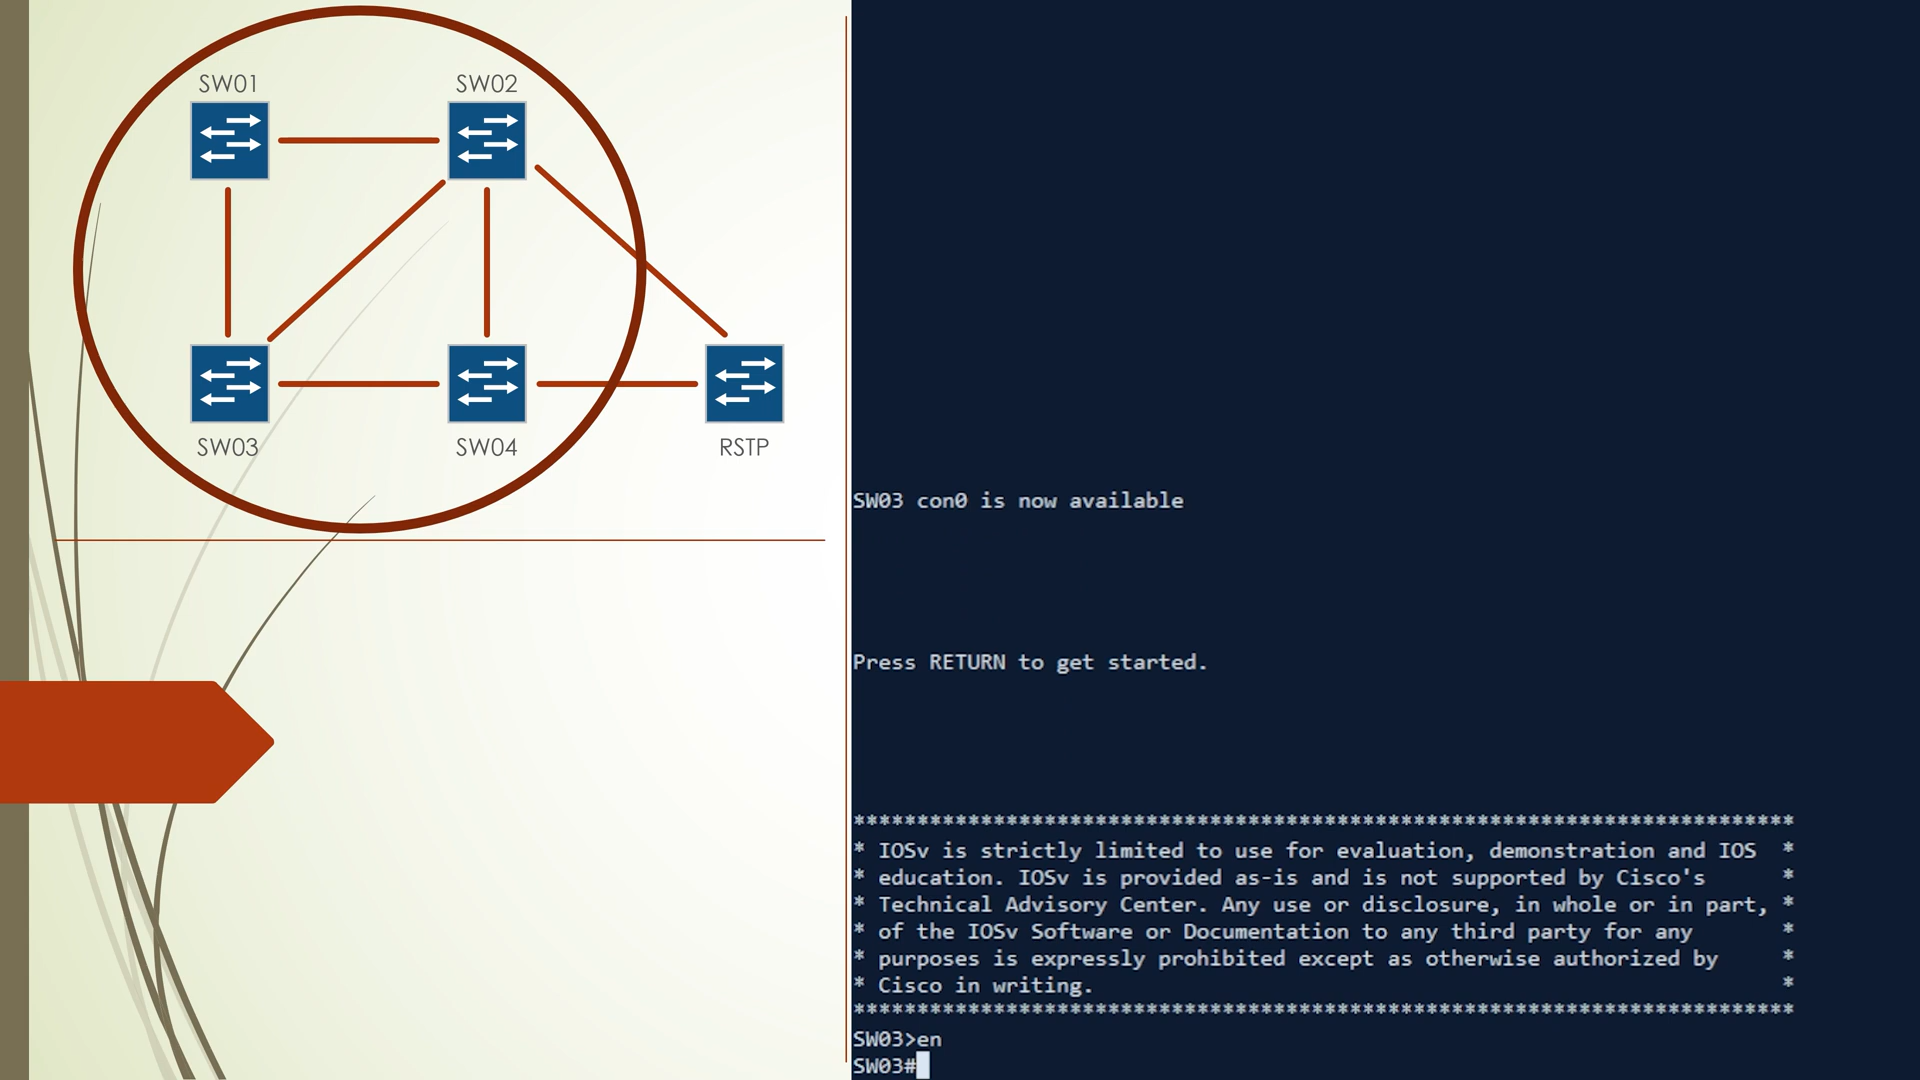 SW01
SW02
SW03
SW04
RSTP
SW03 con0 is now available
Press RETURN to get started.
**************************************************************************
* IOSv is strictly limited to use for evaluation, demonstration and IOS  *
* education. IOSv is provided as-is and is not supported by Cisco's      *
* Technical Advisory Center. Any use or disclosure, in whole or in part, *
* of the IOSv Software or Documentation to any third party for any       *
* purposes is expressly prohibited except as otherwise authorized by     *
* Cisco in writing.                                                      *
**************************************************************************
SW03>en
SW03#